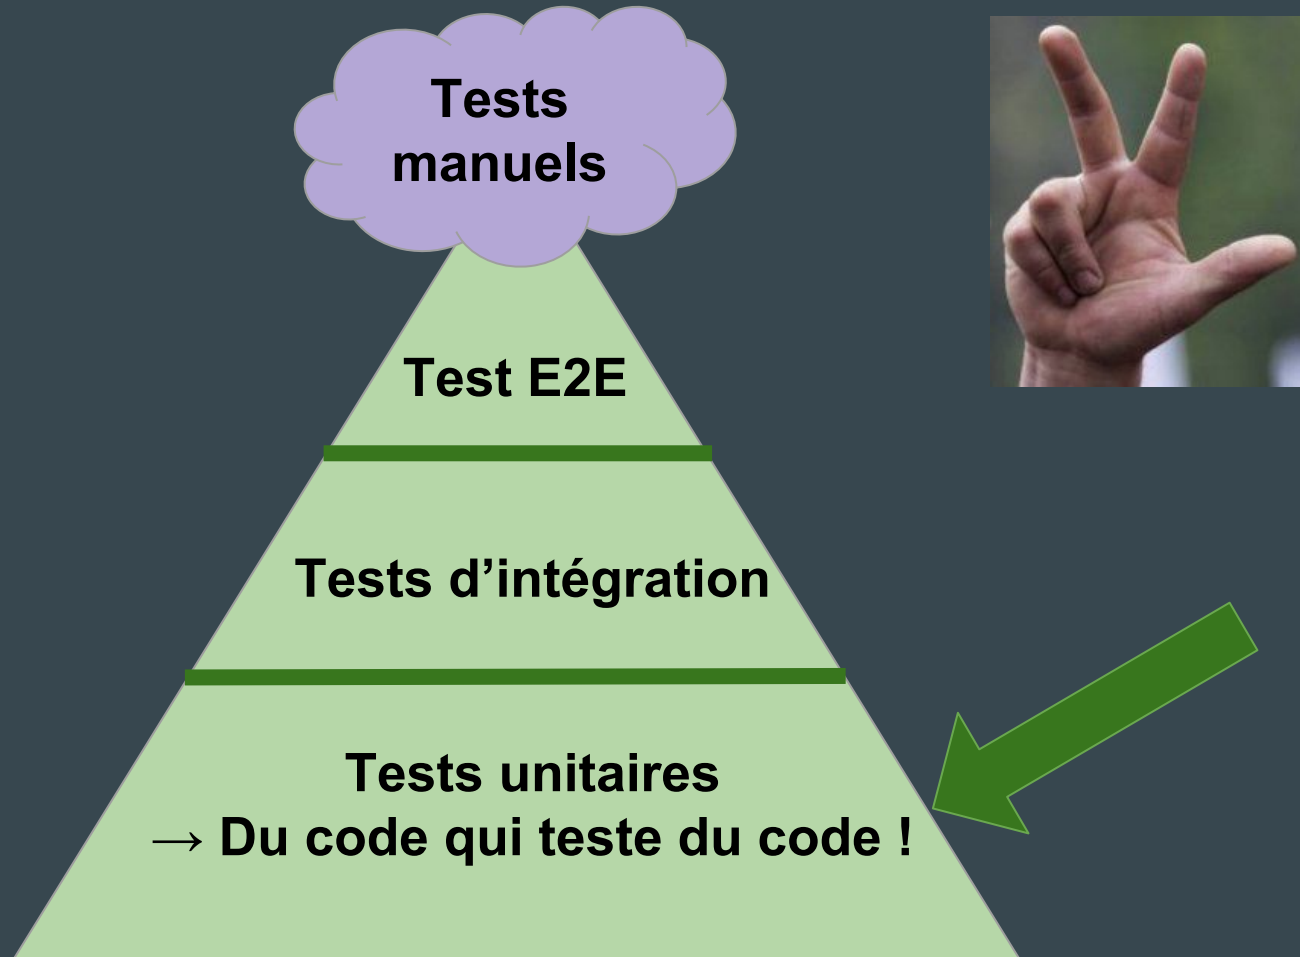 Tests
manuels
Test E2E
Tests d’intégration
Tests unitaires
→ Du code qui teste du code !